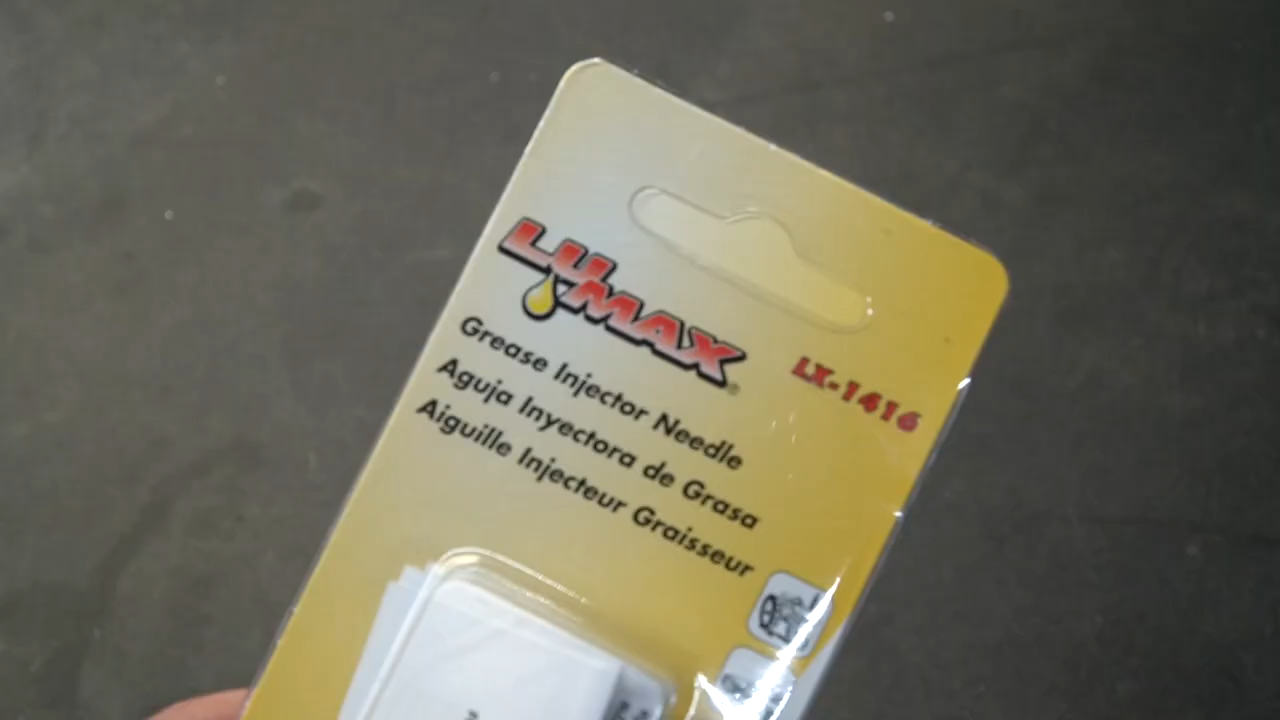 LUMAX®
LX-1416
Grease Injector Needle
Aguja Inyectora de Grasa
Aiguille Injecteur Graisseur